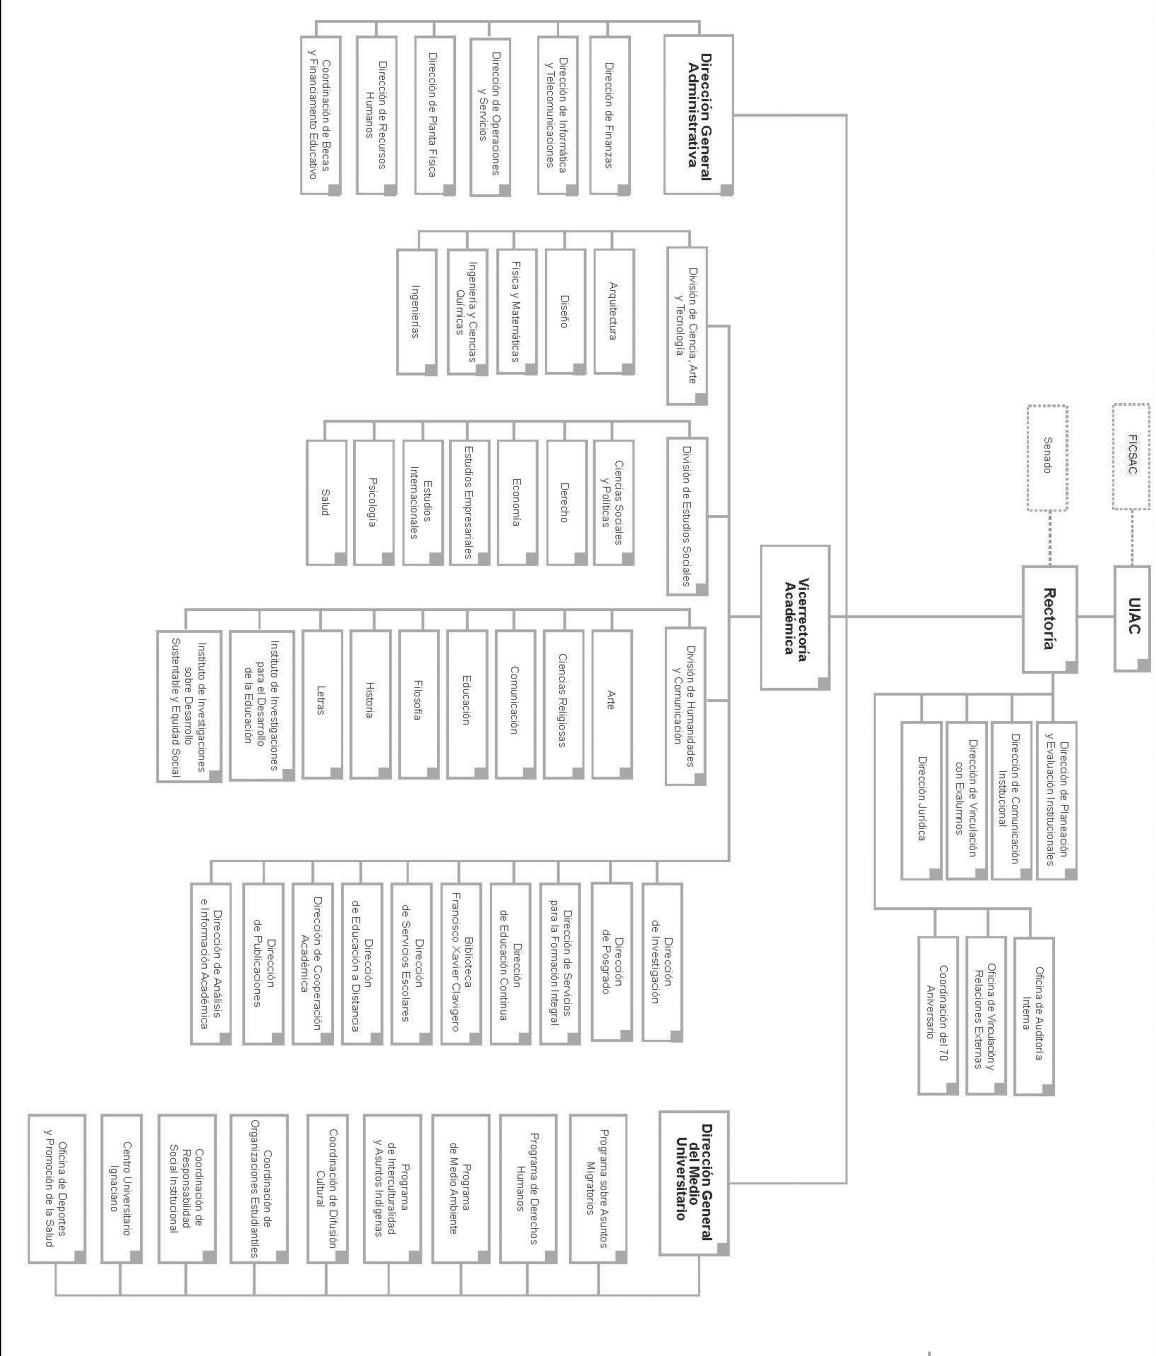 FICSAC
UIAC
Senado
Rectoría
Dirección de Planeación
y Evaluación Institucionales
Dirección de Comunicación
Institucional
Dirección de Vinculación
con Exalumnos
Dirección Jurídica
Oficina de Auditoría
Interna
Oficina de Vinculación y
Relaciones Externas
Coordinación del 70
Aniversario
Dirección General
Administrativa
Dirección de Finanzas
Dirección de Informática
y Telecomunicaciones
Dirección de Operaciones
y Servicios
Dirección de Planta Física
Dirección de Recursos
Humanos
Coordinación de Becas
y Financiamento Educativo
Vicerrectoría
Académica
División de Ciencia, Arte
y Tecnología
Arquitectura
Diseño
Física y Matemáticas
Ingeniería y Ciencias
Químicas
Ingenierías
División de Estudios Sociales
Ciencias Sociales
y Políticas
Derecho
Economía
Estudios Empresariales
Estudios
Internacionales
Psicología
Salud
División de Humanidades
y Comunicación
Arte
Ciencias Religiosas
Comunicación
Educación
Filosofía
Historia
Letras
Instituto de Investigaciones
para el Desarrollo
de la Educación
Instituto de Investigaciones
sobre Desarrollo
Sustentable y Equidad Social
Dirección
de Investigación
Dirección
de Posgrado
Dirección de Servicios
para la Formación Integral
Dirección
de Educación Continua
Biblioteca
Francisco Xavier Clavigero
Dirección
de Servicios Escolares
Dirección
de Educación a Distancia
Dirección de Cooperación
Académica
Dirección
de Publicaciones
Dirección de Análisis
e Información Académica
Dirección General
del Medio
Universitario
Programa sobre Asuntos
Migratorios
Programa de Derechos
Humanos
Programa
de Medio Ambiente
Programa
de Interculturalidad
y Asuntos Indígenas
Coordinación de Difusión
Cultural
Coordinación de
Organizaciones Estudiantiles
Coordinación de
Responsabilidad
Social Institucional
Centro Universitario
Ignaciano
Oficina de Deportes
y Promoción de la Salud